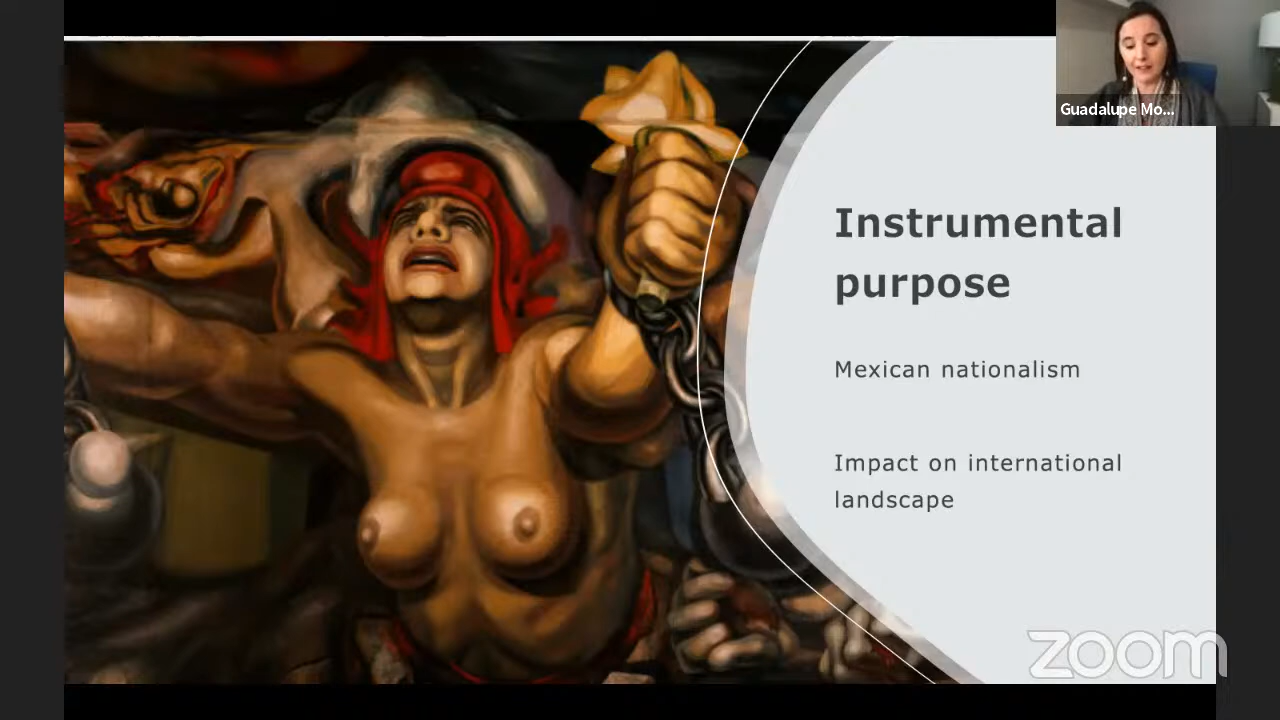 Guadalupe Mo...
Instrumental
purpose
Mexican nationalism
Impact on international
landscape
zoom